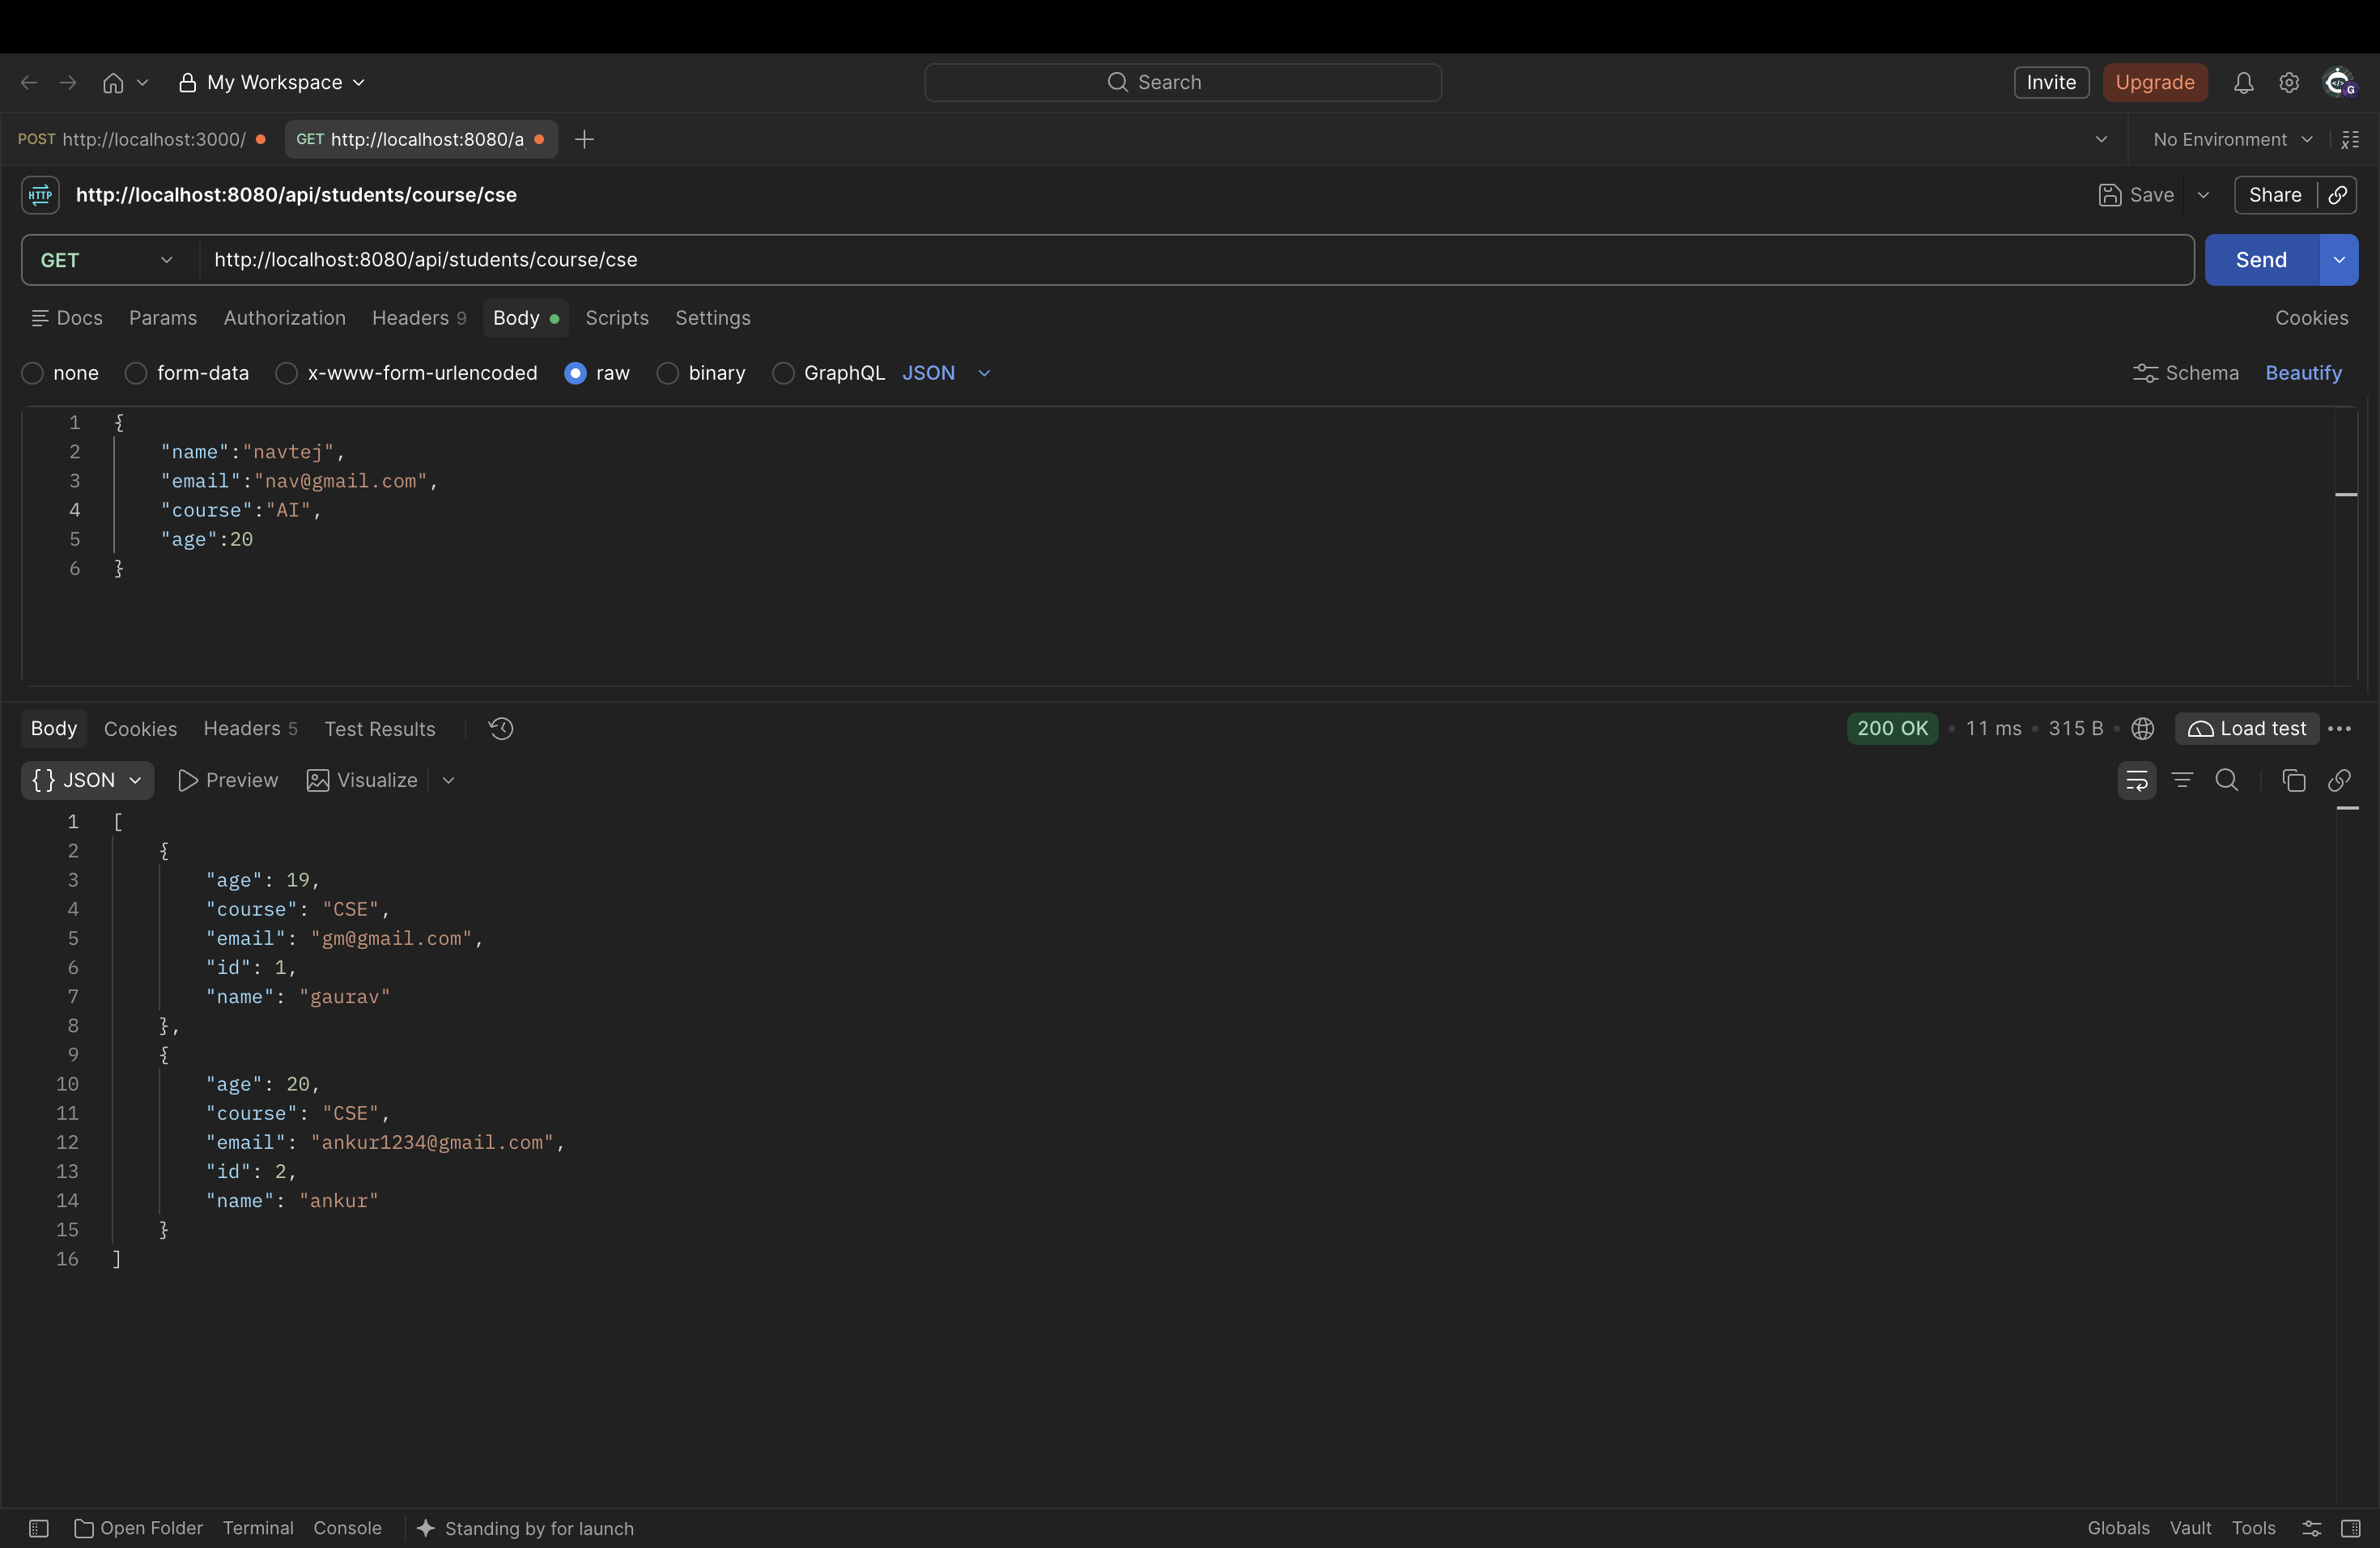 My Workspace
Search
Invite
Upgrade
G
POST http://localhost:3000/
GET http://localhost:8080/a
No Environment
HTTP
http://localhost:8080/api/students/course/cse
Save
Share
GET
http://localhost:8080/api/students/course/cse
Send
Docs
Params
Authorization
Headers 9
Body
Scripts
Settings
Cookies
none
form-data
x-www-form-urlencoded
raw
binary
GraphQL
JSON
Schema
Beautify
1 {
2 "name":"navtej",
3 "email":"nav@gmail.com",
4 "course":"AI",
5 "age":20
6 }
Body
Cookies
Headers 5
Test Results
200 OK
11 ms
315 B
Load test
{} JSON
Preview
Visualize
1 [
2 {
3 "age": 19,
4 "course": "CSE",
5 "email": "gm@gmail.com",
6 "id": 1,
7 "name": "gaurav"
8 },
9 {
10 "age": 20,
11 "course": "CSE",
12 "email": "ankur1234@gmail.com",
13 "id": 2,
14 "name": "ankur"
15 }
16 ]
Open Folder
Terminal
Console
Standing by for launch
Globals
Vault
Tools